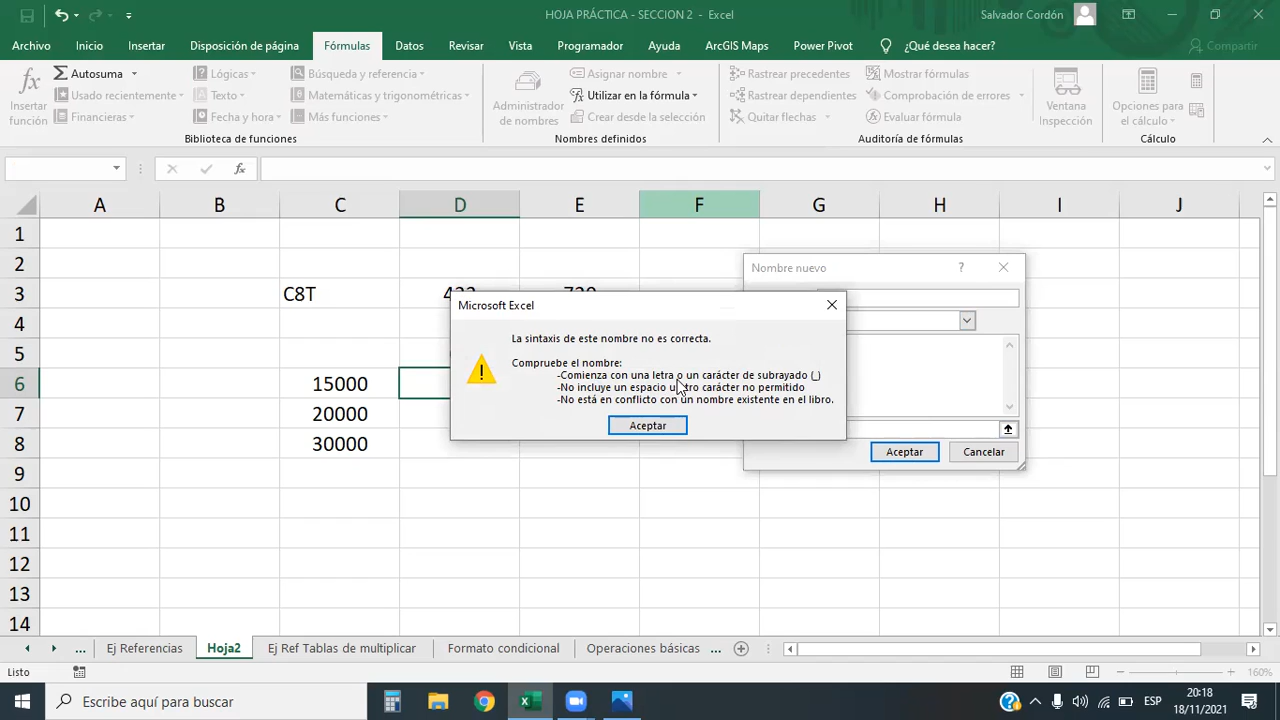 HOJA PRÁCTICA - SECCION 2 - Excel
Salvador Cordón
Archivo Inicio Insertar Disposición de página Fórmulas Datos Revisar Vista Programador Ayuda ArcGIS Maps Power Pivot ¿Qué desea hacer? Compartir
fx Insertar función
Autosuma
Usado recientemente
Financieras
Lógicas
Texto
Fecha y hora
Búsqueda y referencia
Matemáticas y trigonométricas
Más funciones
Biblioteca de funciones
Administrador de nombres
Asignar nombre
Utilizar en la fórmula
Crear desde la selección
Nombres definidos
Rastrear precedentes
Rastrear dependientes
Quitar flechas
Mostrar fórmulas
Comprobación de errores
Evaluar fórmula
Auditoría de fórmulas
Ventana Inspección
Opciones para el cálculo
Cálculo
fx
A B C D E F G H I J
1
2
3 C8T
4
5
6 15000
7 20000
8 30000
9
10
11
12
13
14
Nombre nuevo ?
Aceptar Cancelar
Microsoft Excel
La sintaxis de este nombre no es correcta.
Compruebe el nombre:
-Comienza con una letra o un carácter de subrayado (_)
-No incluye un espacio u otro carácter no permitido
-No está en conflicto con un nombre existente en el libro.
Aceptar
... Ej Referencias Hoja2 Ej Ref Tablas de multiplicar Formato condicional Operaciones básicas ...
Listo
160%
Escribe aquí para buscar
ESP
20:18
18/11/2021